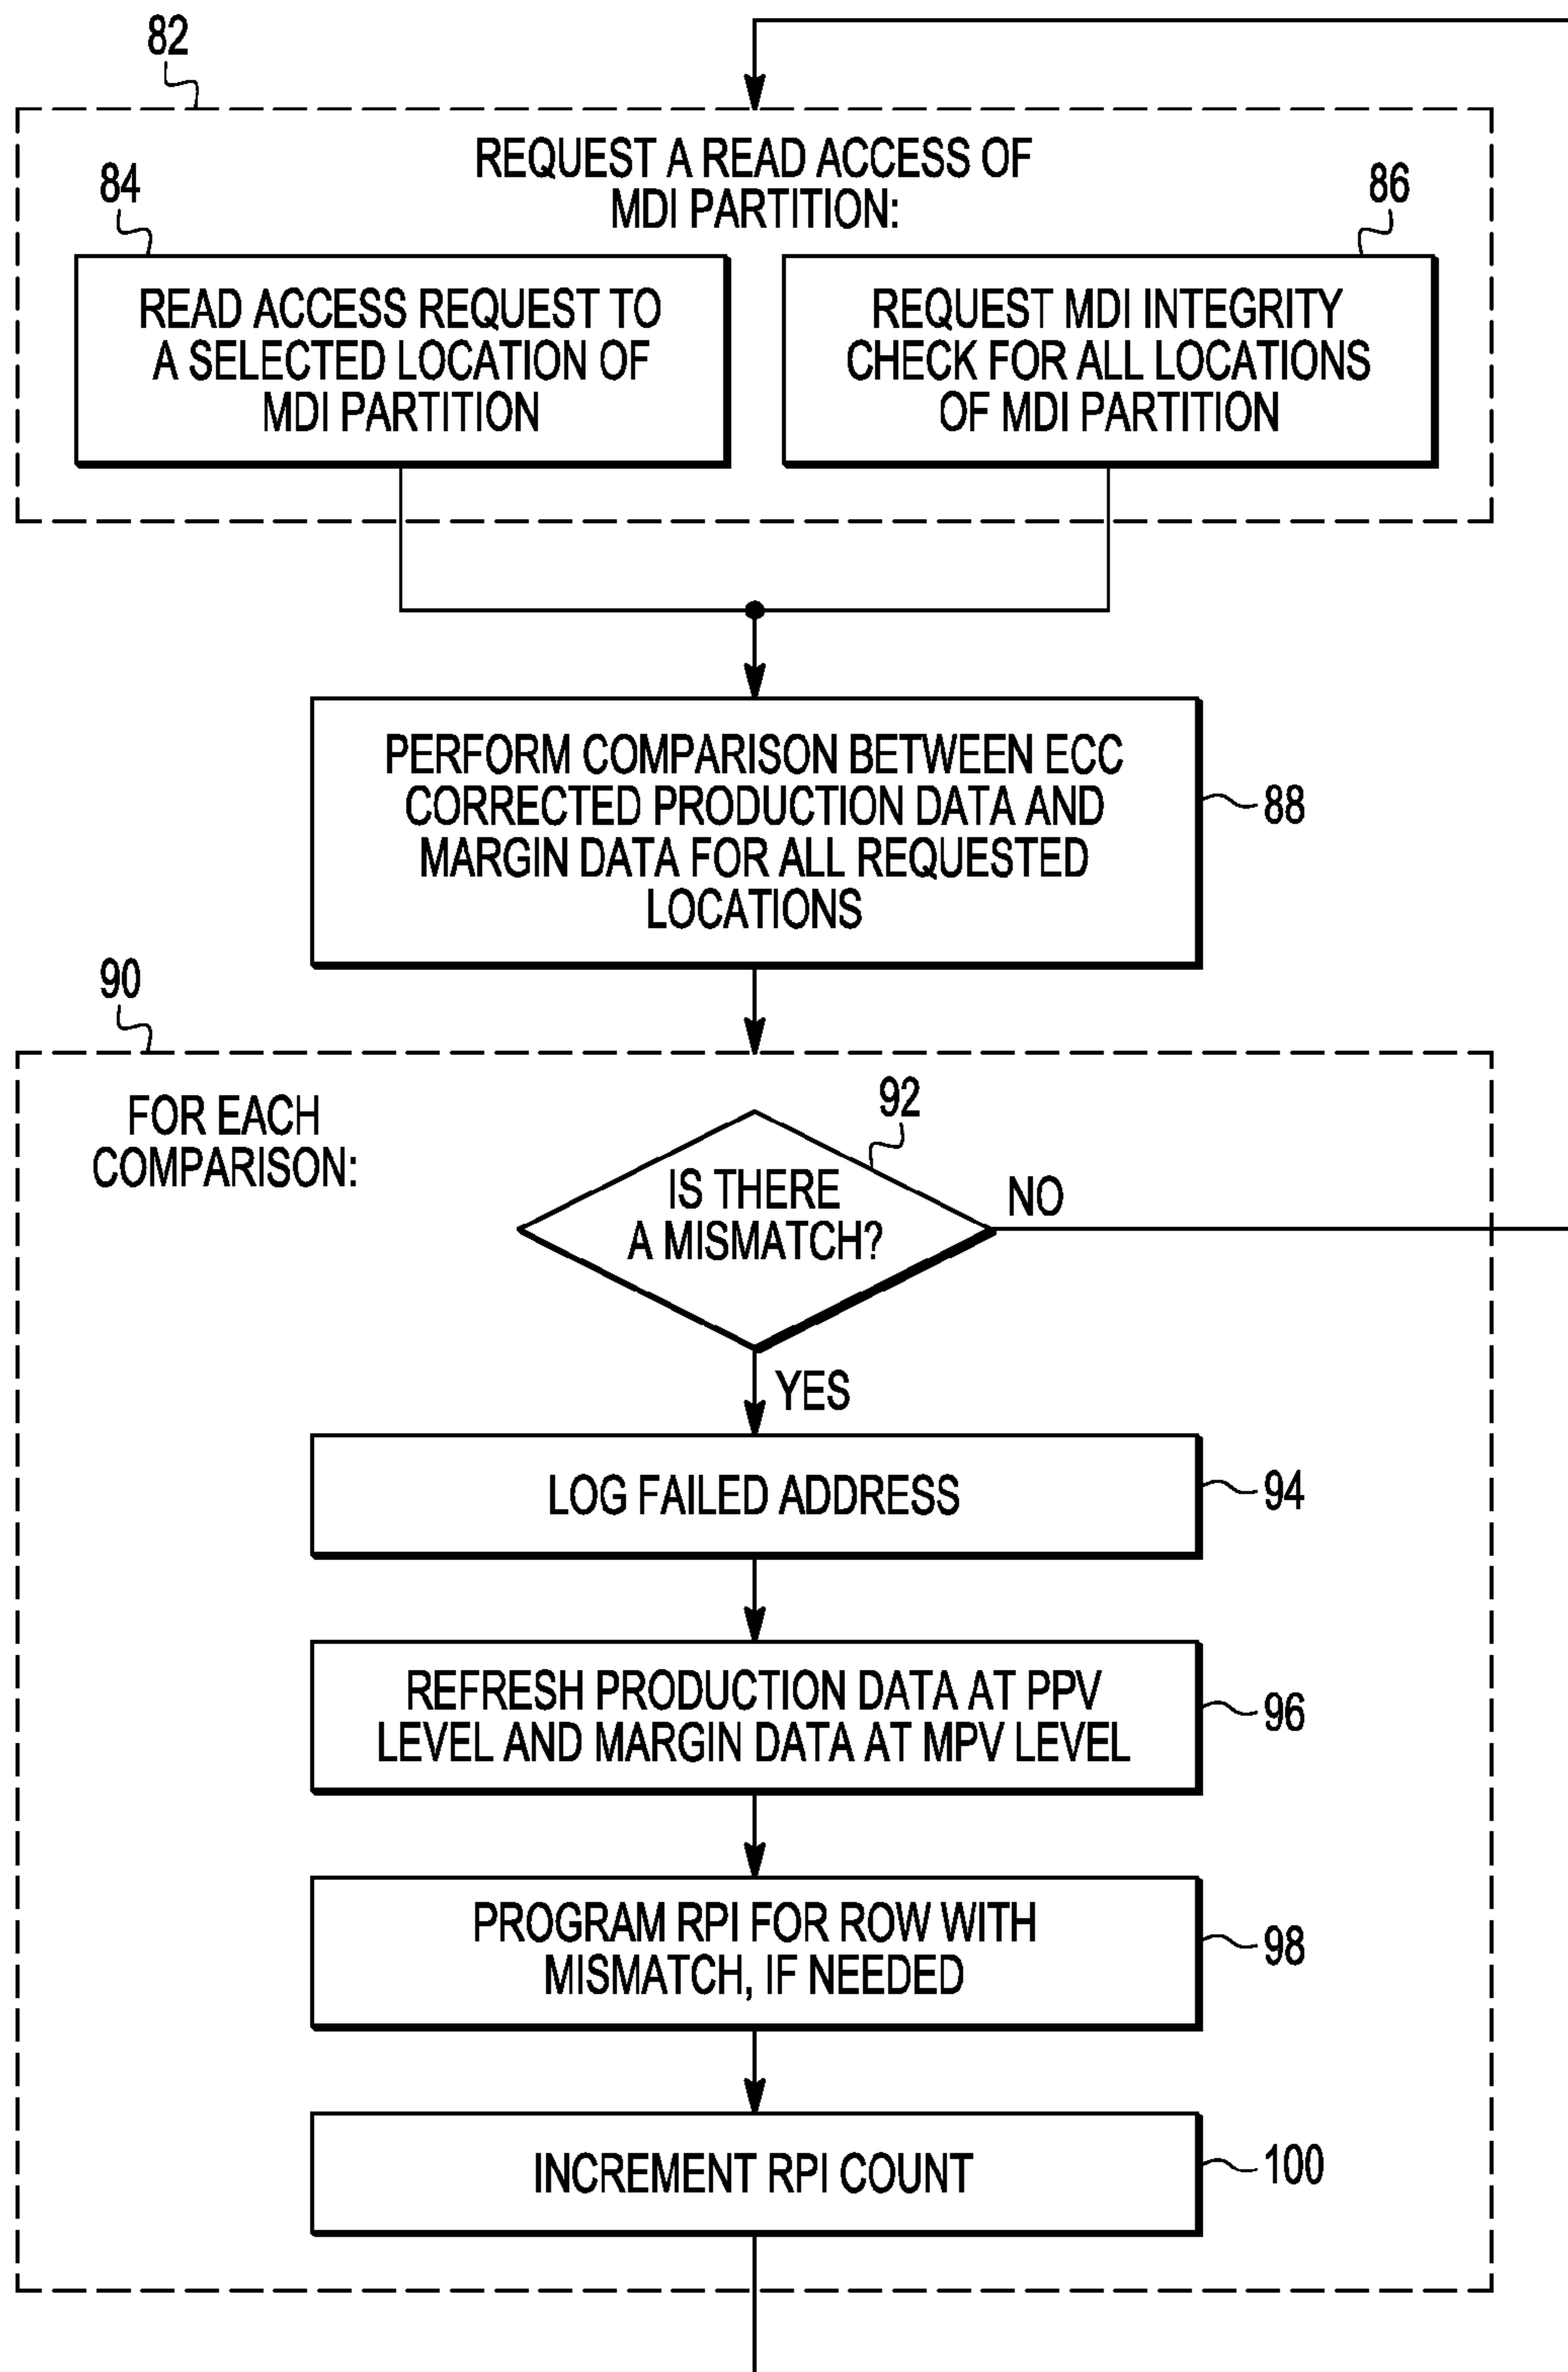 82
REQUEST A READ ACCESS OF
MDI PARTITION:
84
86
READ ACCESS REQUEST TO
A SELECTED LOCATION OF
MDI PARTITION
REQUEST MDI INTEGRITY
CHECK FOR ALL LOCATIONS
OF MDI PARTITION
PERFORM COMPARISON BETWEEN ECC
CORRECTED PRODUCTION DATA AND
MARGIN DATA FOR ALL REQUESTED
LOCATIONS
88
90
FOR EACH
COMPARISON:
92
IS THERE
A MISMATCH?
NO
YES
LOG FAILED ADDRESS
94
REFRESH PRODUCTION DATA AT PPV
LEVEL AND MARGIN DATA AT MPV LEVEL
96
PROGRAM RPI FOR ROW WITH
MISMATCH, IF NEEDED
98
INCREMENT RPI COUNT
100